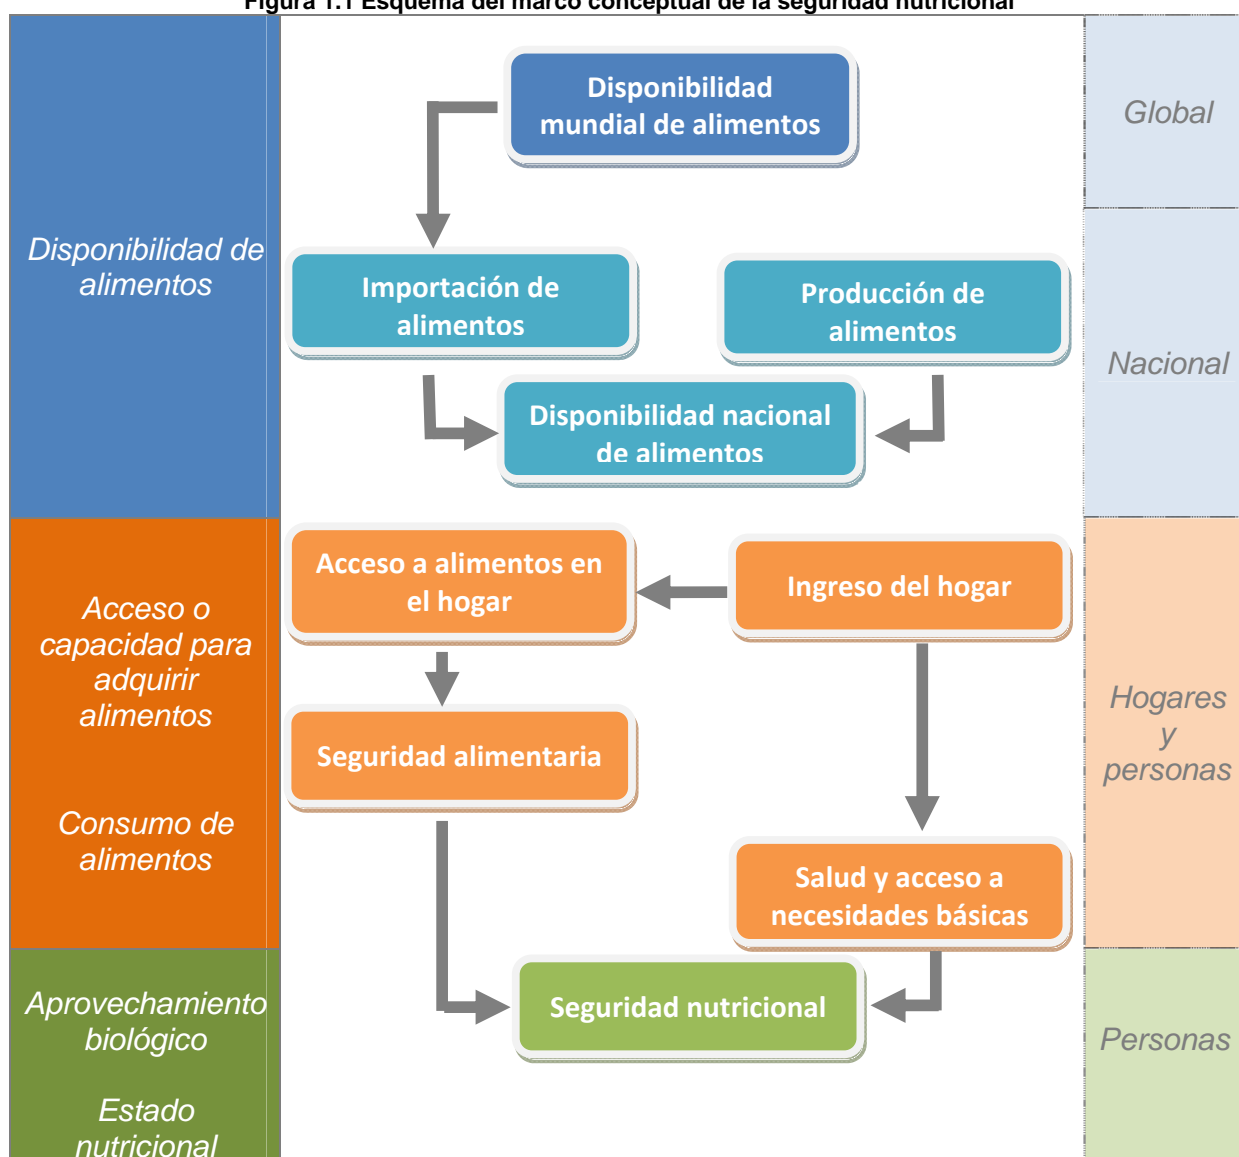 Figura 1.1 Esquema del marco conceptual de la seguridad nutricional
Disponibilidad
mundial de alimentos
Global
Disponibilidad de
alimentos
Importación de
alimentos
Producción de
alimentos
Nacional
Disponibilidad nacional
de alimentos
Acceso a alimentos en
el hogar
Ingreso del hogar
Acceso o
capacidad para
adquirir
alimentos
Hogares
y
personas
Seguridad alimentaria
Consumo de
alimentos
Salud y acceso a
necesidades básicas
Aprovechamiento
biológico
Seguridad nutricional
Personas
Estado
nutricional